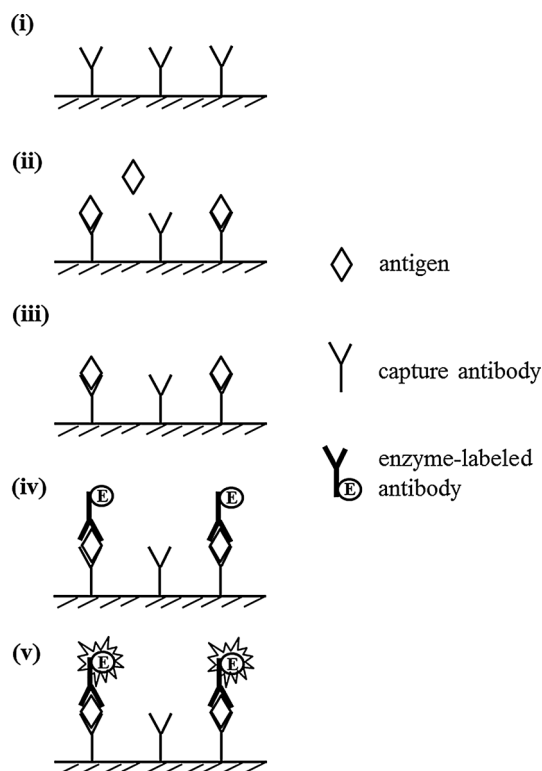 (i)
(ii)
antigen
(iii)
capture antibody
enzyme-labeled
antibody
E
(iv)
E
E
(v)
E
E